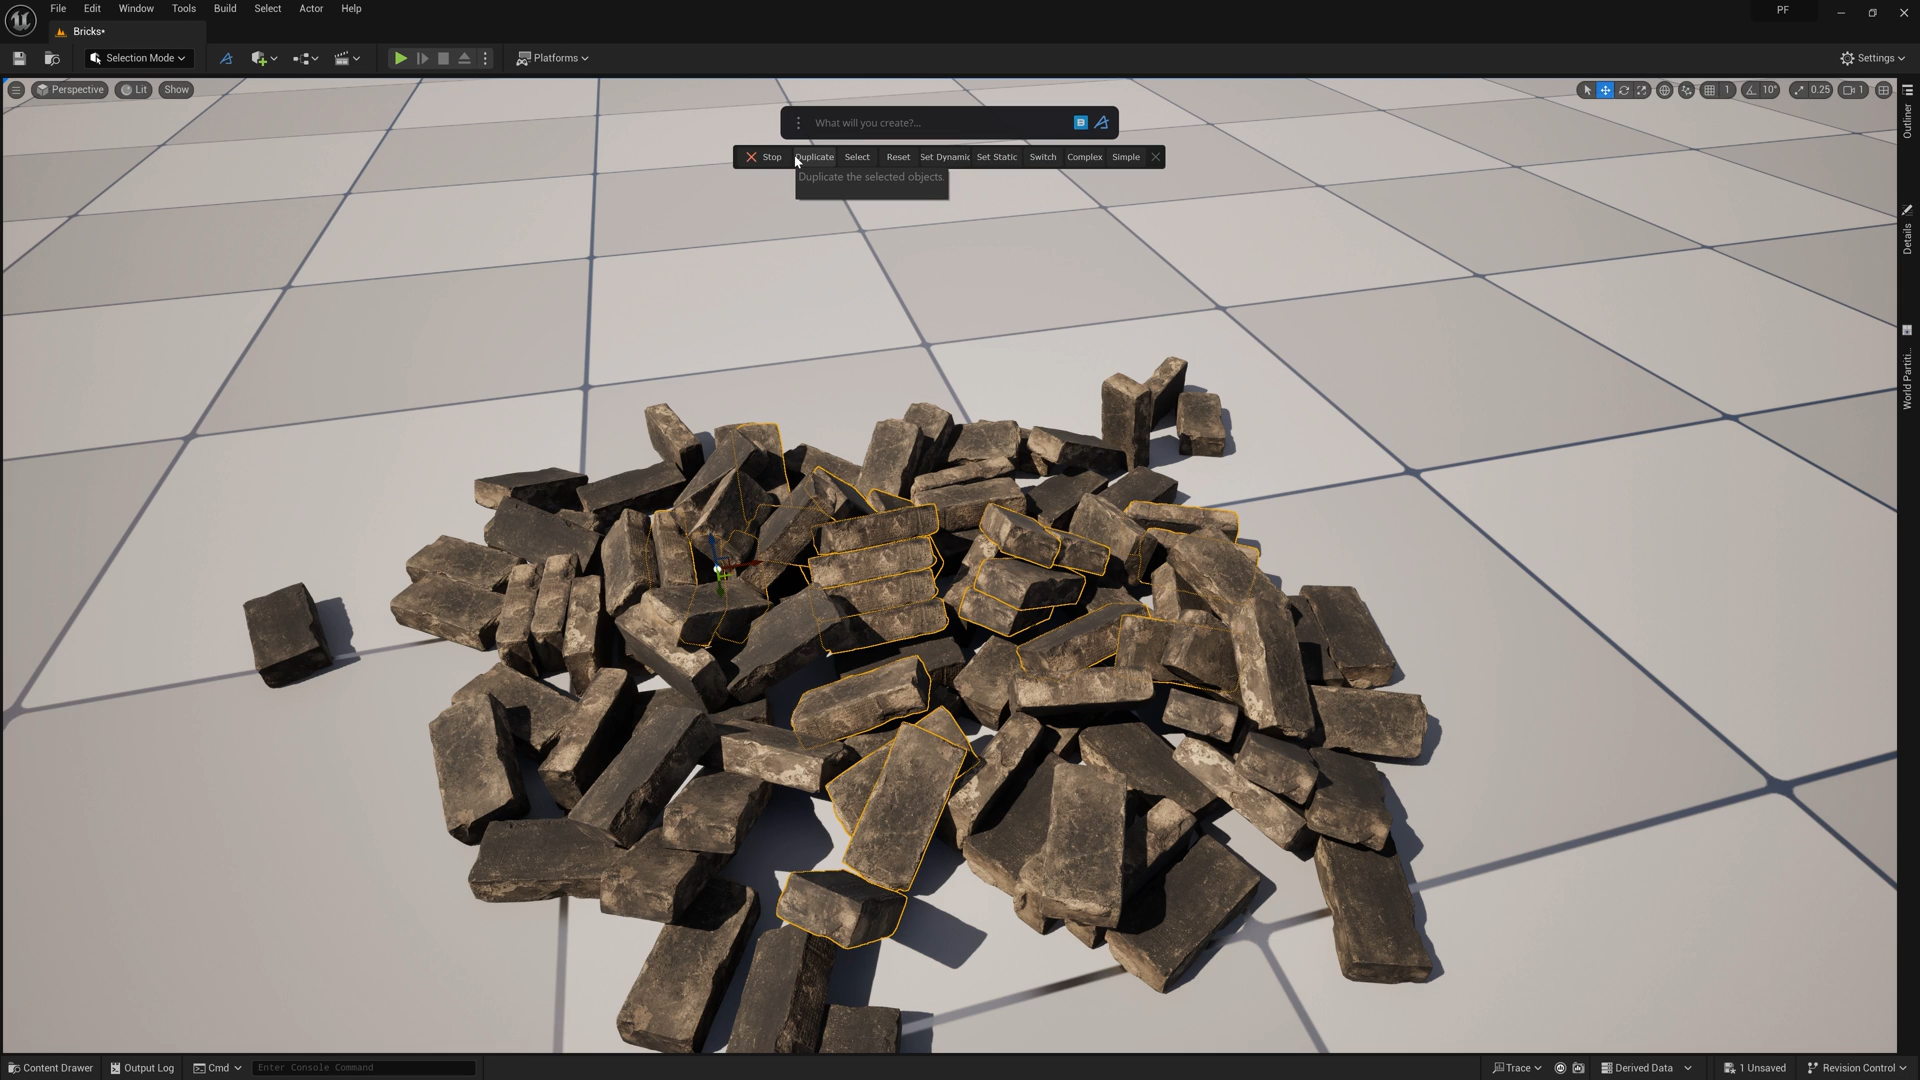 File Edit Window Tools Build Select Actor Help
PF
Bricks•
Selection Mode
Platforms
Settings
Perspective Lit Show
1 10° 0.25 1
What will you create?...
B
Stop Duplicate Select Reset Set Dynamic Set Static Switch Complex Simple
Duplicate the selected objects.
Outliner
Details
World Partiti...
Content Drawer Output Log Cmd Enter Console Command
Trace Derived Data 1 Unsaved Revision Control